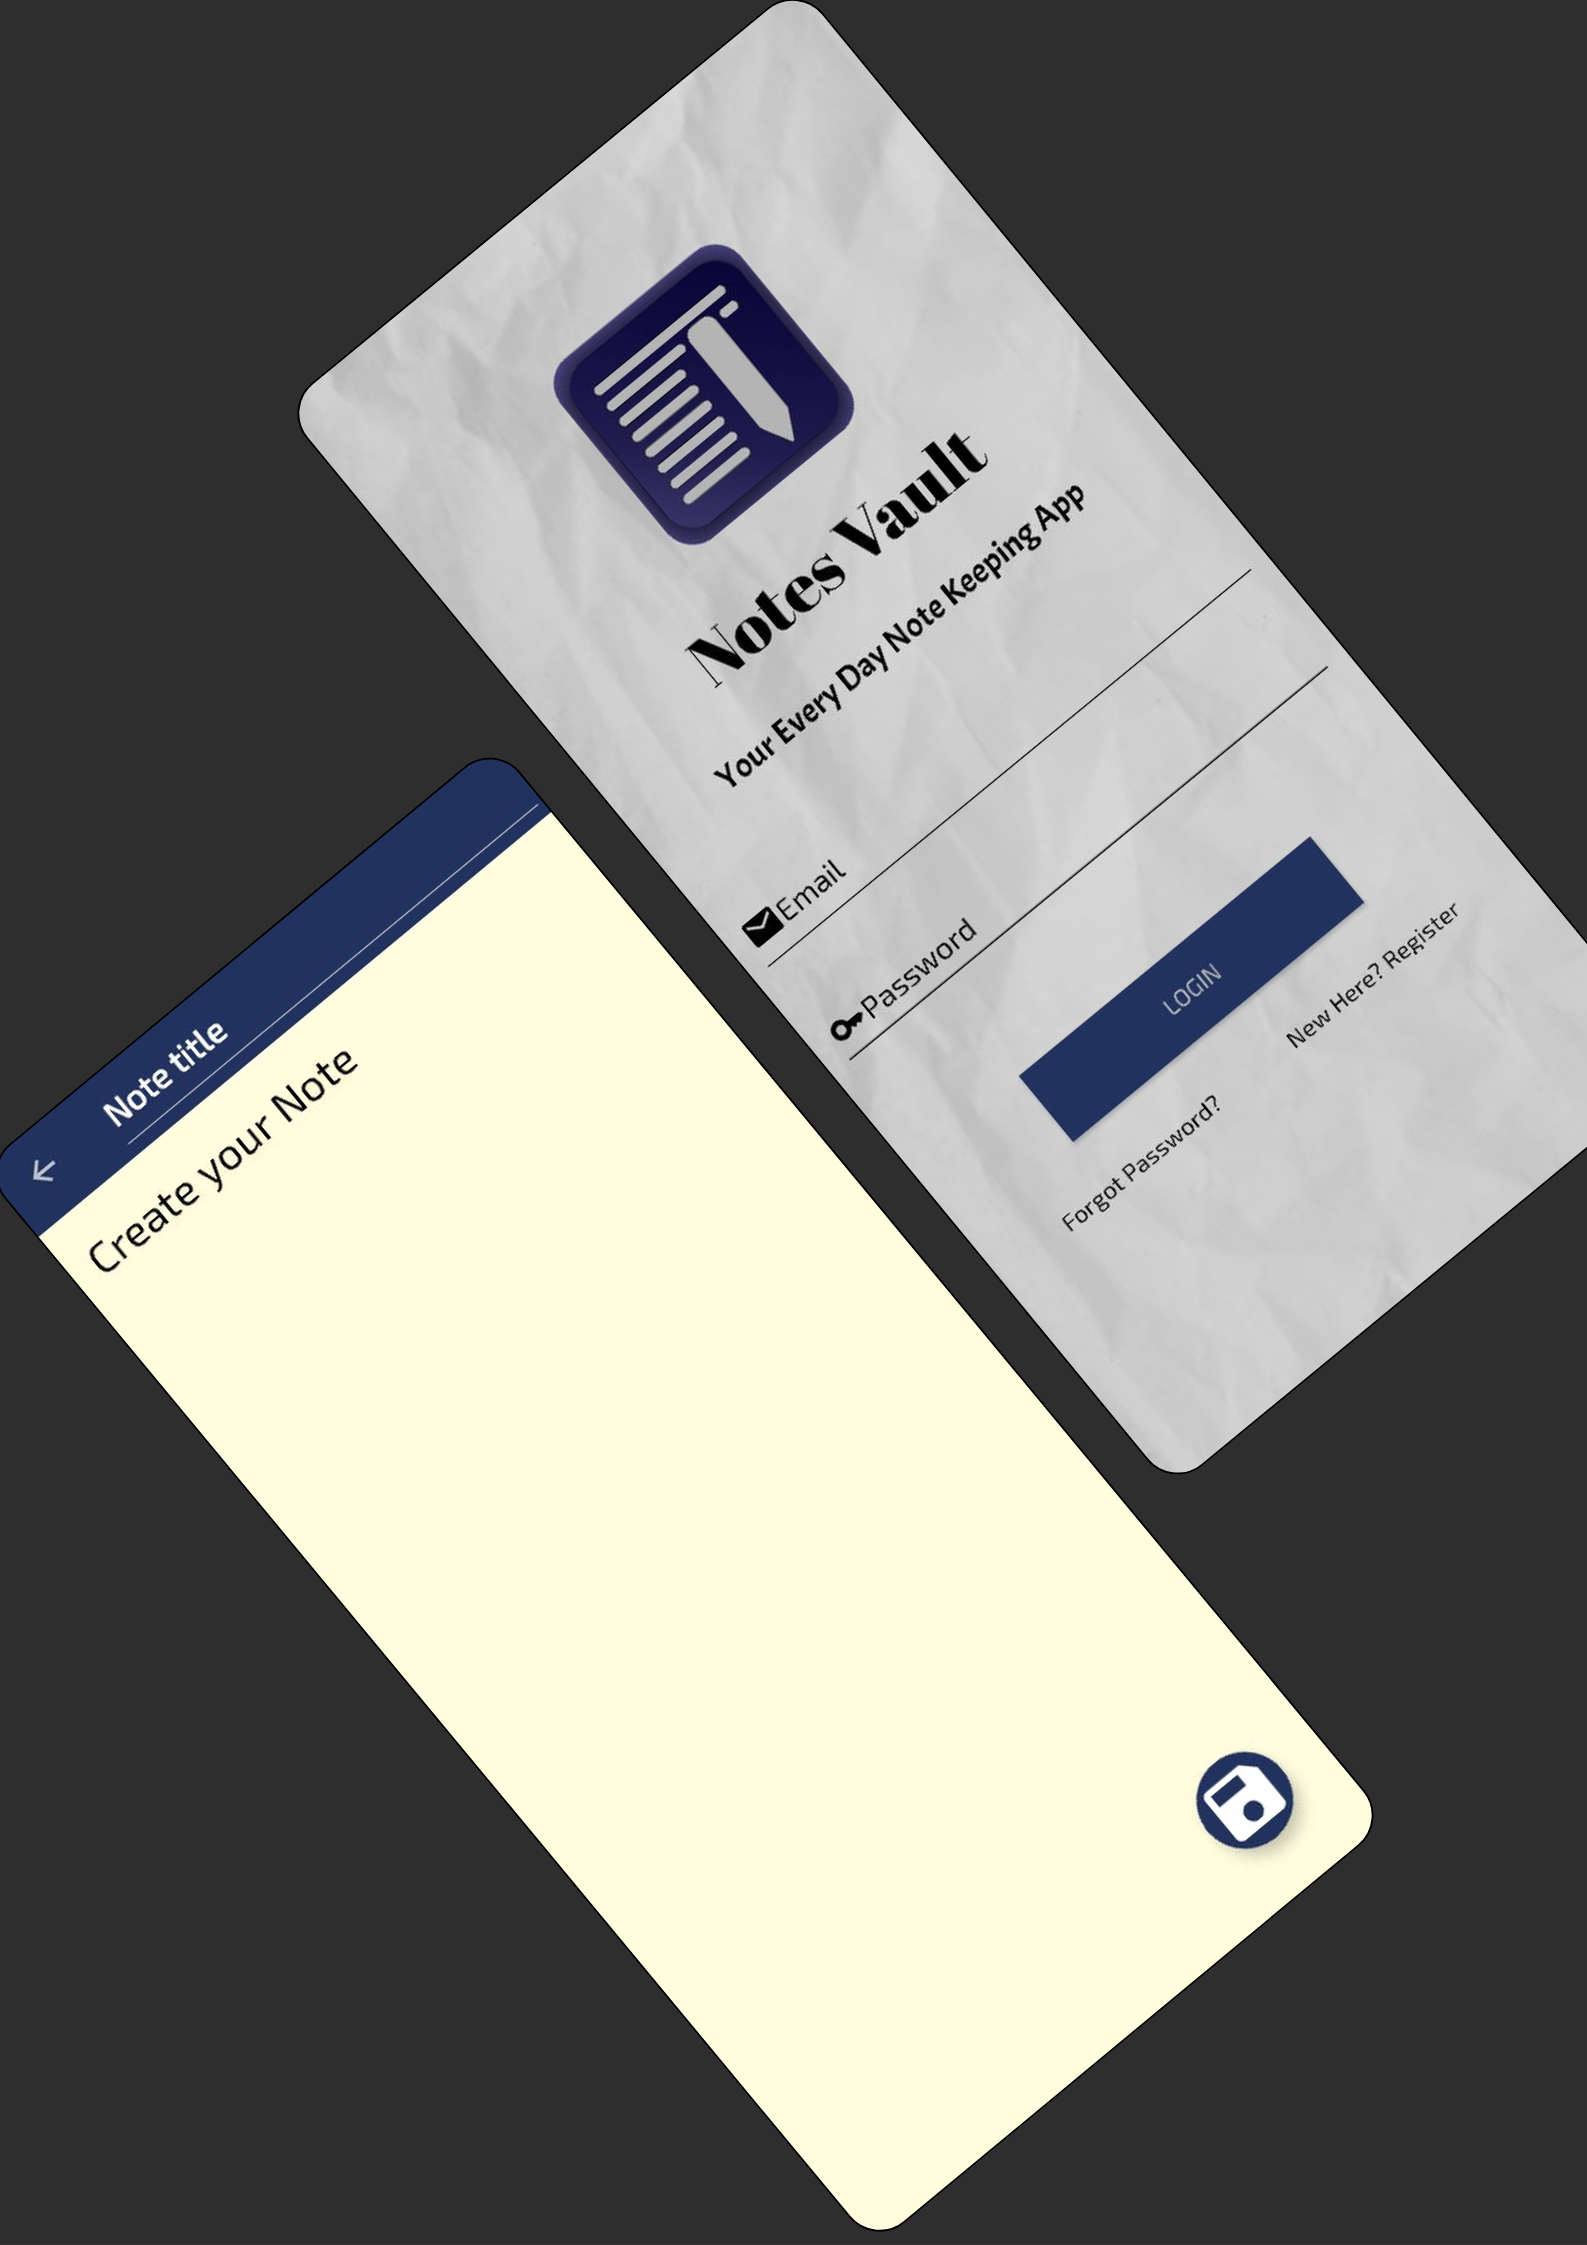 Notes Vault
Your Every Day Note Keeping App
Email
Password
LOGIN
Forgot Password?
New Here? Register
Note title
Create your Note